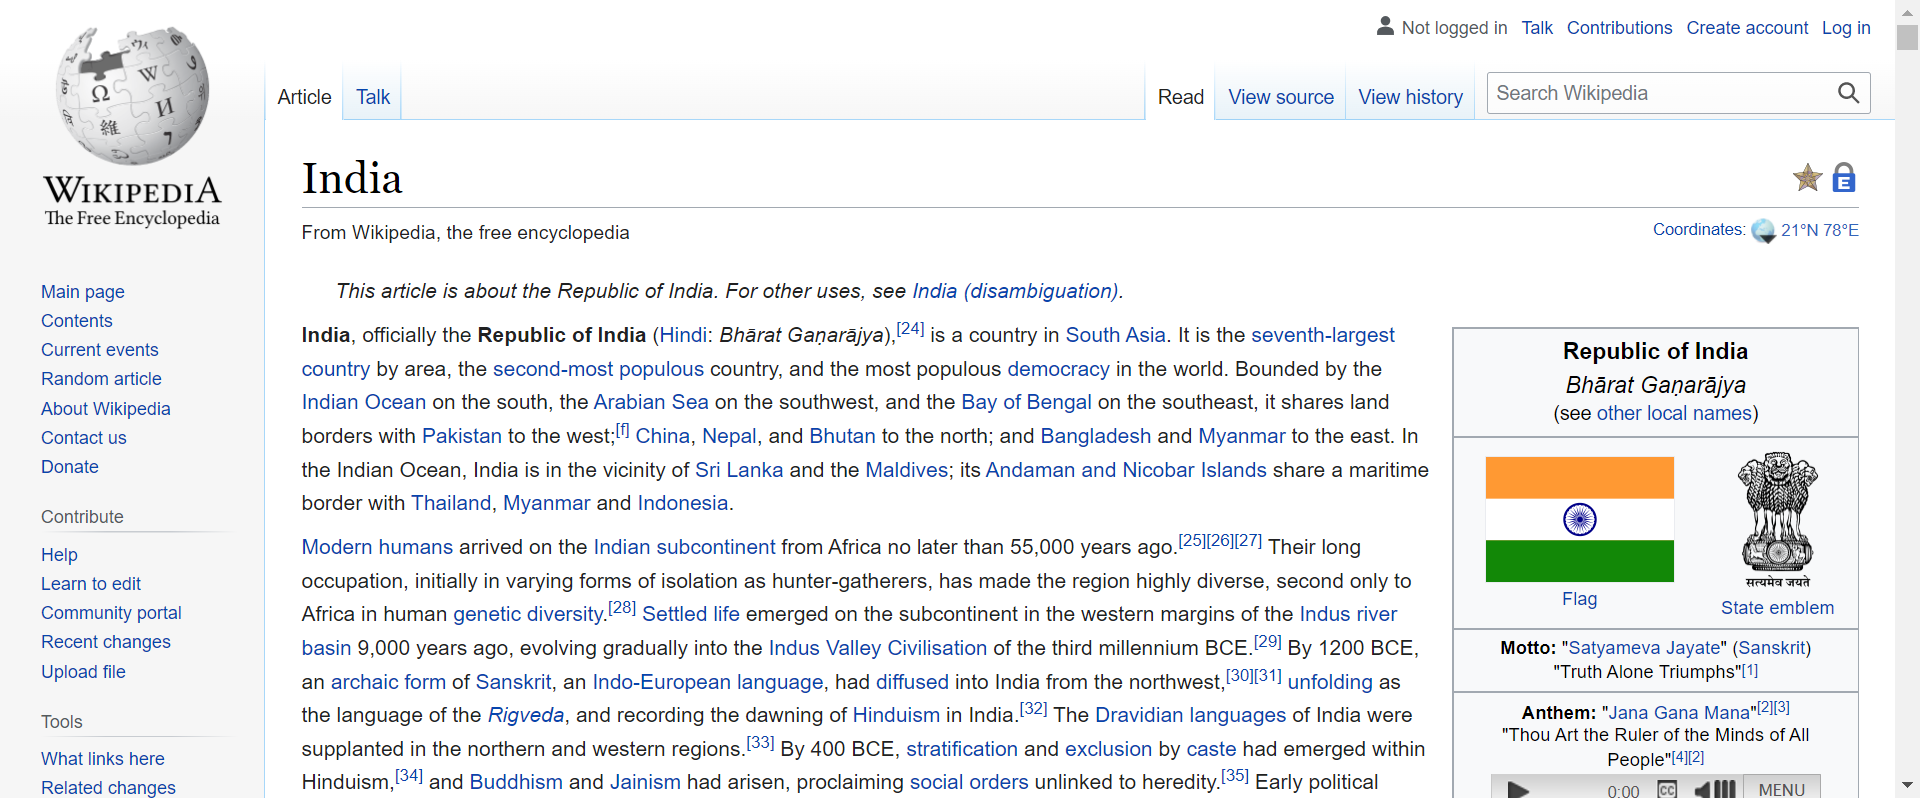 Not logged in Talk Contributions Create account Log in
Article Talk Read View source View history Search Wikipedia
WIKIPEDIA
The Free Encyclopedia
Main page
Contents
Current events
Random article
About Wikipedia
Contact us
Donate
Contribute
Help
Learn to edit
Community portal
Recent changes
Upload file
Tools
What links here
Related changes
India
From Wikipedia, the free encyclopedia
Coordinates: 21°N 78°E
This article is about the Republic of India. For other uses, see India (disambiguation).
India, officially the Republic of India (Hindi: Bhārat Gaṇarājya),[24] is a country in South Asia. It is the seventh-largest
country by area, the second-most populous country, and the most populous democracy in the world. Bounded by the
Indian Ocean on the south, the Arabian Sea on the southwest, and the Bay of Bengal on the southeast, it shares land
borders with Pakistan to the west;[f] China, Nepal, and Bhutan to the north; and Bangladesh and Myanmar to the east. In
the Indian Ocean, India is in the vicinity of Sri Lanka and the Maldives; its Andaman and Nicobar Islands share a maritime
border with Thailand, Myanmar and Indonesia.
Modern humans arrived on the Indian subcontinent from Africa no later than 55,000 years ago.[25][26][27] Their long
occupation, initially in varying forms of isolation as hunter-gatherers, has made the region highly diverse, second only to
Africa in human genetic diversity.[28] Settled life emerged on the subcontinent in the western margins of the Indus river
basin 9,000 years ago, evolving gradually into the Indus Valley Civilisation of the third millennium BCE.[29] By 1200 BCE,
an archaic form of Sanskrit, an Indo-European language, had diffused into India from the northwest,[30][31] unfolding as
the language of the Rigveda, and recording the dawning of Hinduism in India.[32] The Dravidian languages of India were
supplanted in the northern and western regions.[33] By 400 BCE, stratification and exclusion by caste had emerged within
Hinduism,[34] and Buddhism and Jainism had arisen, proclaiming social orders unlinked to heredity.[35] Early political
Republic of India
Bhārat Gaṇarājya
(see other local names)
सत्यमेव जयते
Flag
State emblem
Motto: "Satyameva Jayate" (Sanskrit)
"Truth Alone Triumphs"[1]
Anthem: "Jana Gana Mana"[2][3]
"Thou Art the Ruler of the Minds of All
People"[4][2]
0:00 CC MENU